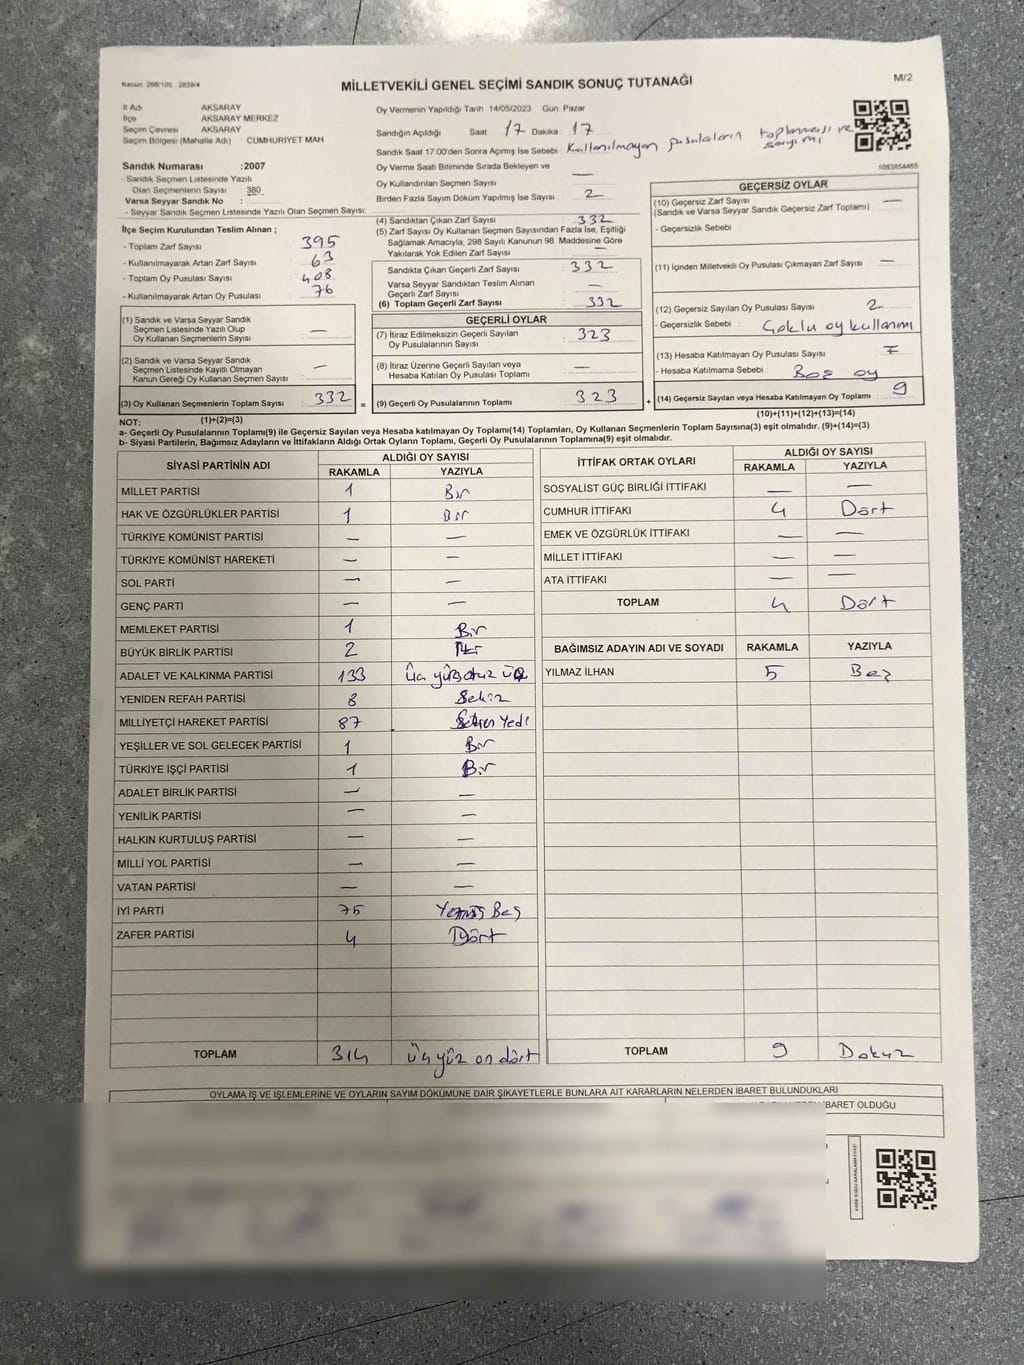 Kanun: 298/105 2839/4
MİLLETVEKİLİ GENEL SEÇİMİ SANDIK SONUÇ TUTANAĞI
M/2
İl Adı AKSARAY
İlçe AKSARAY MERKEZ
Seçim Çevresi AKSARAY
Seçim Bölgesi (Mahalle Adı) CUMHURİYET MAH
Sandık Numarası :2007
- Sandık Seçmen Listesinde Yazılı
Olan Seçmenlerin Sayısı : 380
Varsa Seyyar Sandık No :
- Seyyar Sandık Seçmen Listesinde Yazılı Olan Seçmen Sayısı:
Oy Vermenin Yapıldığı Tarih 14/05/2023 Gün: Pazar
Sandığın Açıldığı Saat 17 Dakika : 17
Sandık Saat 17:00'den Sonra Açılmış İse Sebebi : Kullanılmayan pusulaların toplanması ve
sayımı
Oy Verme Saati Bitiminde Sırada Bekleyen ve
Oy Kullandırılan Seçmen Sayısı —
Birden Fazla Sayım Döküm Yapılmış İse Sayısı 2
1083854465
İlçe Seçim Kurulundan Teslim Alınan ;
- Toplam Zarf Sayısı : 395
- Kullanılmayarak Artan Zarf Sayısı : 63
- Toplam Oy Pusulası Sayısı : 408
- Kullanılmayarak Artan Oy Pusulası : 76
(4) Sandıktan Çıkan Zarf Sayısı : 332
(5) Zarf Sayısı Oy Kullanan Seçmen Sayısından Fazla İse, Eşitliği
Sağlamak Amacıyla, 298 Sayılı Kanunun 98. Maddesine Göre
Yakılarak Yok Edilen Zarf Sayısı : —
Sandıkta Çıkan Geçerli Zarf Sayısı : 332
Varsa Seyyar Sandıktan Teslim Alınan
Geçerli Zarf Sayısı : —
(6) Toplam Geçerli Zarf Sayısı : 332
GEÇERSİZ OYLAR
(10) Geçersiz Zarf Sayısı : —
(Sandık ve Varsa Seyyar Sandık Geçersiz Zarf Toplamı)
- Geçersizlik Sebebi :
(11) İçinden Milletvekili Oy Pusulası Çıkmayan Zarf Sayısı : —
(12) Geçersiz Sayılan Oy Pusulası Sayısı : 2
- Geçersizlik Sebebi : Çoklu oy kullanımı
(13) Hesaba Katılmayan Oy Pusulası Sayısı : 7
- Hesaba Katılmama Sebebi : Boş oy
(14) Geçersiz Sayılan veya Hesaba Katılmayan Oy Toplamı : 9
(1) Sandık ve Varsa Seyyar Sandık
Seçmen Listesinde Yazılı Olup
Oy Kullanan Seçmenlerin Sayısı : —
(2) Sandık ve Varsa Seyyar Sandık
Seçmen Listesinde Kayıtlı Olmayan
Kanun Gereği Oy Kullanan Seçmen Sayısı : —
(3) Oy Kullanan Seçmenlerin Toplam Sayısı : 332
=
GEÇERLİ OYLAR
(7) İtiraz Edilmeksizin Geçerli Sayılan
Oy Pusulalarının Sayısı : 323
(8) İtiraz Üzerine Geçerli Sayılan veya
Hesaba Katılan Oy Pusulası Toplamı : —
(9) Geçerli Oy Pusulalarının Toplamı : 323
+
NOT: (1)+(2)=(3)
(10)+(11)+(12)+(13)=(14)
a- Geçerli Oy Pusulalarının Toplamı(9) ile Geçersiz Sayılan veya Hesaba katılmayan Oy Toplamı(14) Toplamları, Oy Kullanan Seçmenlerin Toplam Sayısına(3) eşit olmalıdır. (9)+(14)=(3)
b- Siyasi Partilerin, Bağımsız Adayların ve İttifakların Aldığı Ortak Oyların Toplamı, Geçerli Oy Pusulalarının Toplamına(9) eşit olmalıdır.
SİYASİ PARTİNİN ADI
ALDIĞI OY SAYISI
RAKAMLA YAZIYLA
MİLLET PARTİSİ 1 Bir
HAK VE ÖZGÜRLÜKLER PARTİSİ 1 Bir
TÜRKİYE KOMÜNİST PARTİSİ — —
TÜRKİYE KOMÜNİST HAREKETİ — —
SOL PARTİ — —
GENÇ PARTİ — —
MEMLEKET PARTİSİ 1 Bir
BÜYÜK BİRLİK PARTİSİ 2
ADALET VE KALKINMA PARTİSİ 133
YENİDEN REFAH PARTİSİ 8 Sekiz
MİLLİYETÇİ HAREKET PARTİSİ 87 Seksen Yedi
YEŞİLLER VE SOL GELECEK PARTİSİ 1 Bir
TÜRKİYE İŞÇİ PARTİSİ 1 Bir
ADALET BİRLİK PARTİSİ — —
YENİLİK PARTİSİ — —
HALKIN KURTULUŞ PARTİSİ — —
MİLLİ YOL PARTİSİ — —
VATAN PARTİSİ — —
İYİ PARTİ 75 Yetmiş Beş
ZAFER PARTİSİ 4 Dört
TOPLAM 314 Üç yüz on dört
İTTİFAK ORTAK OYLARI
ALDIĞI OY SAYISI
RAKAMLA YAZIYLA
SOSYALİST GÜÇ BİRLİĞİ İTTİFAKI — —
CUMHUR İTTİFAKI 4 Dört
EMEK VE ÖZGÜRLÜK İTTİFAKI — —
MİLLET İTTİFAKI — —
ATA İTTİFAKI — —
TOPLAM 4 Dört
BAĞIMSIZ ADAYIN ADI VE SOYADI RAKAMLA YAZIYLA
YILMAZ İLHAN 5 Beş
TOPLAM 9 Dokuz
OYLAMA İŞ VE İŞLEMLERİNE VE OYLARIN SAYIM DÖKÜMÜNE DAİR ŞİKAYETLERLE BUNLARA AİT KARARLARIN NELERDEN İBARET BULUNDUKLARI
İBARET OLDUĞU